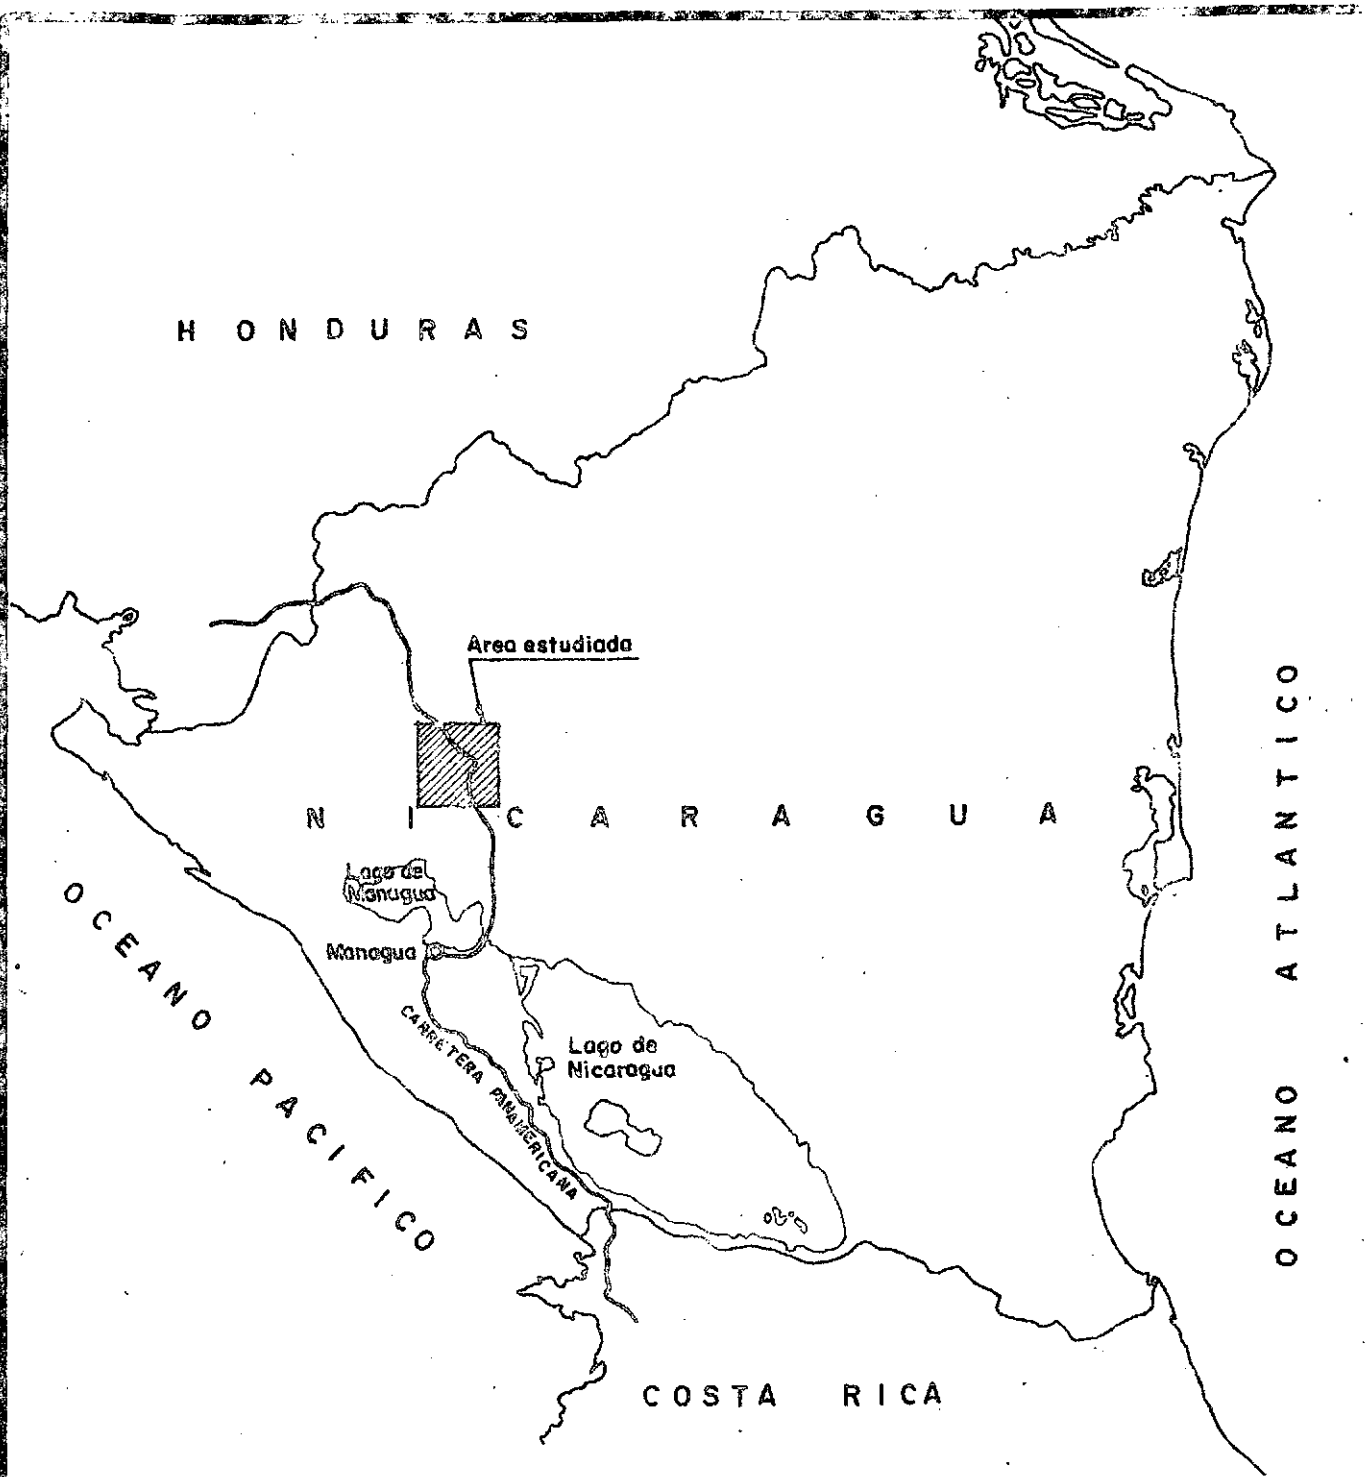 HONDURAS
Area estudiada
NICARAGUA
Lago de
Managua
Managua
CARRETERA PANAMERICANA
Lago de
Nicaragua
OCEANO PACIFICO
OCEANO ATLANTICO
COSTA RICA